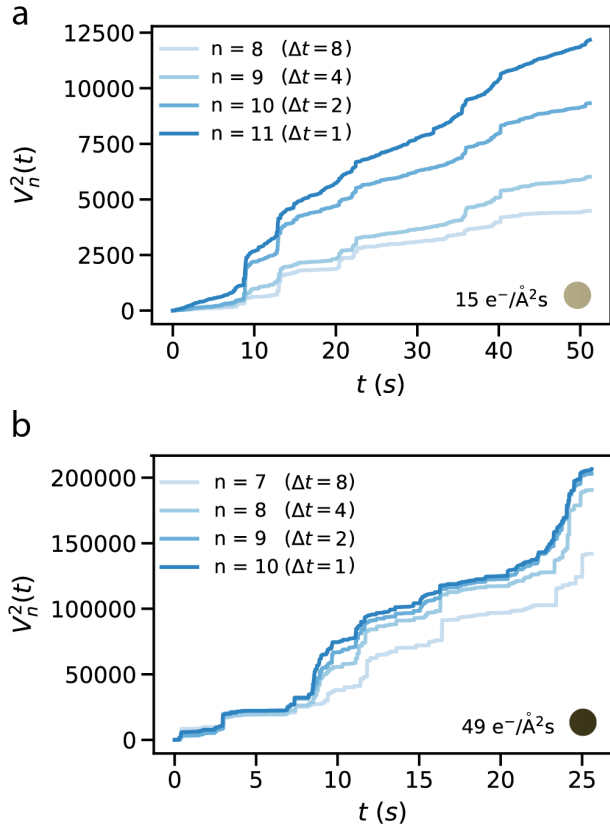 a
12500
10000
7500
5000
2500
0
V_n^2(t)
n = 8 (Δt = 8)
n = 9 (Δt = 4)
n = 10 (Δt = 2)
n = 11 (Δt = 1)
15 e⁻/Å²s
0 10 20 30 40 50
t (s)
b
200000
150000
100000
50000
0
V_n^2(t)
n = 7 (Δt = 8)
n = 8 (Δt = 4)
n = 9 (Δt = 2)
n = 10 (Δt = 1)
49 e⁻/Å²s
0 5 10 15 20 25
t (s)